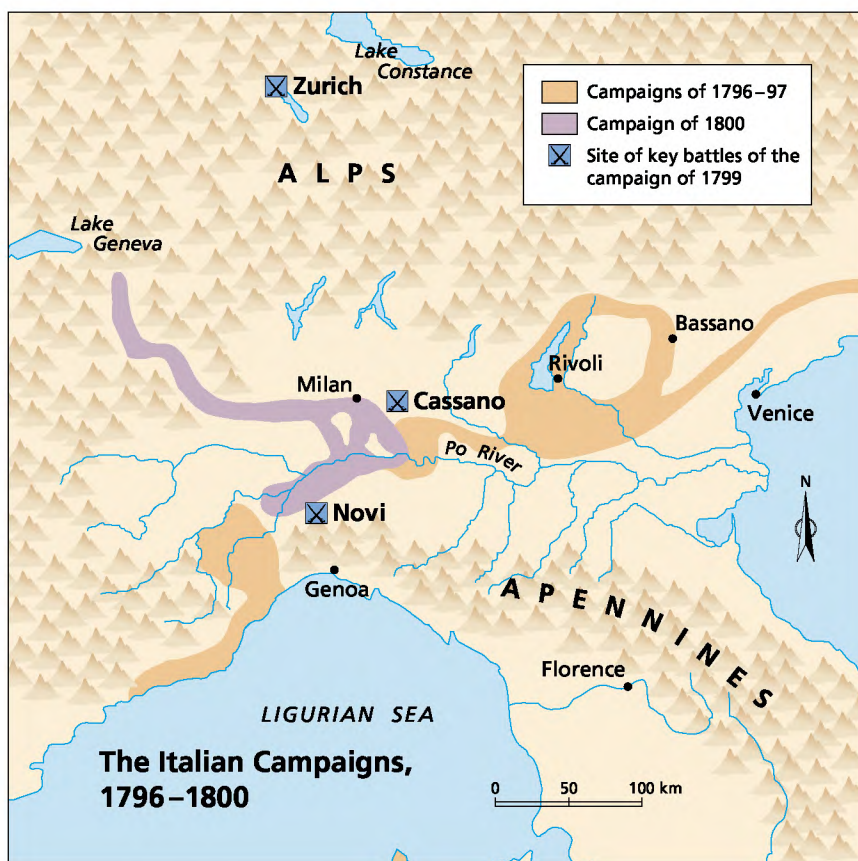 Lake
Constance
Zurich
Campaigns of 1796–97
Campaign of 1800
Site of key battles of the
campaign of 1799
ALPS
Lake
Geneva
Bassano
Rivoli
Milan
Cassano
Venice
Po River
N
Novi
Genoa
APENNINES
Florence
LIGURIAN SEA
The Italian Campaigns,
1796–1800
0 50 100 km